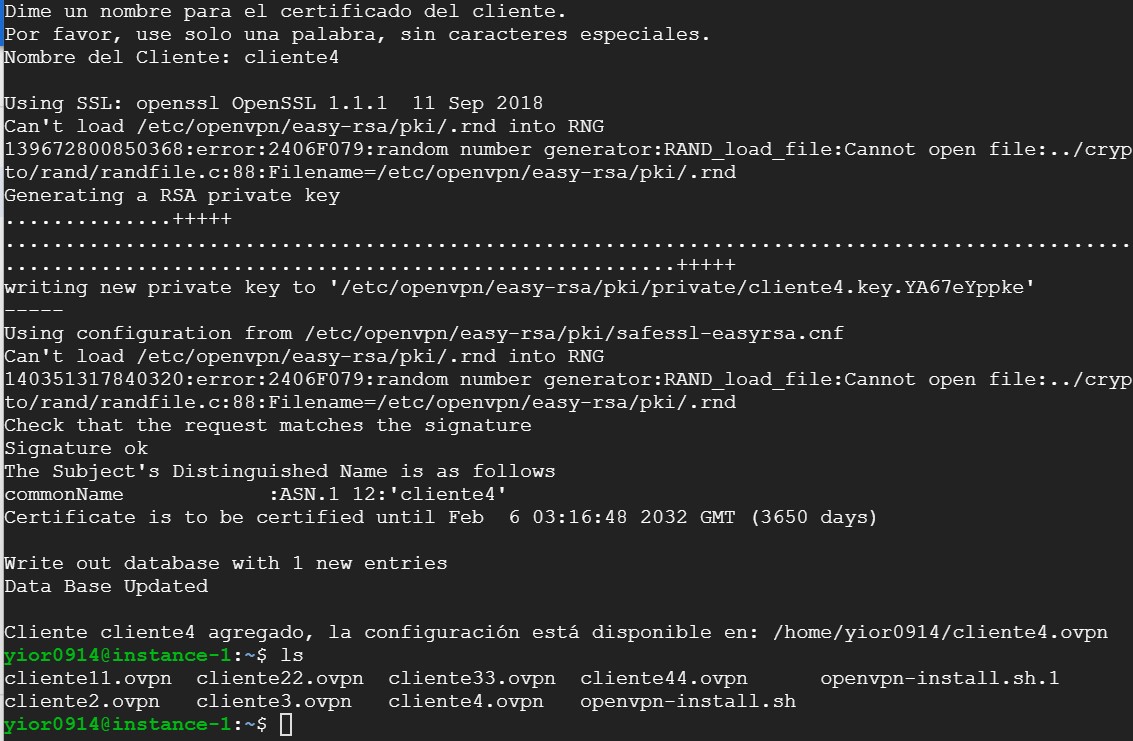 Dime un nombre para el certificado del cliente.
Por favor, use solo una palabra, sin caracteres especiales.
Nombre del Cliente: cliente4
Using SSL: openssl OpenSSL 1.1.1  11 Sep 2018
Can't load /etc/openvpn/easy-rsa/pki/.rnd into RNG
139672800850368:error:2406F079:random number generator:RAND_load_file:Cannot open file:../cryp
to/rand/randfile.c:88:Filename=/etc/openvpn/easy-rsa/pki/.rnd
Generating a RSA private key
..............+++++
..............................................................................................
........................................................+++++
writing new private key to '/etc/openvpn/easy-rsa/pki/private/cliente4.key.YA67eYppke'
-----
Using configuration from /etc/openvpn/easy-rsa/pki/safessl-easyrsa.cnf
Can't load /etc/openvpn/easy-rsa/pki/.rnd into RNG
140351317840320:error:2406F079:random number generator:RAND_load_file:Cannot open file:../cryp
to/rand/randfile.c:88:Filename=/etc/openvpn/easy-rsa/pki/.rnd
Check that the request matches the signature
Signature ok
The Subject's Distinguished Name is as follows
commonName            :ASN.1 12:'cliente4'
Certificate is to be certified until Feb  6 03:16:48 2032 GMT (3650 days)
Write out database with 1 new entries
Data Base Updated
Cliente cliente4 agregado, la configuración está disponible en: /home/yior0914/cliente4.ovpn
yior0914@instance-1:~$ ls
cliente11.ovpn  cliente22.ovpn  cliente33.ovpn  cliente44.ovpn      openvpn-install.sh.1
cliente2.ovpn   cliente3.ovpn   cliente4.ovpn   openvpn-install.sh
yior0914@instance-1:~$